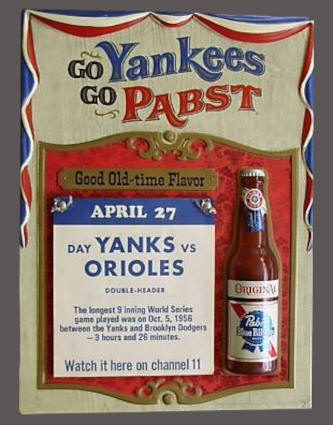 GO Yankees
GO PABST
Good Old-time Flavor
APRIL 27
DAY YANKS VS
ORIOLES
DOUBLE-HEADER
The longest 9 inning World Series
game played was on Oct. 5, 1956
between the Yanks and Brooklyn Dodgers
– 3 hours and 26 minutes.
Watch it here on channel 11
ORIGINAL
Pabst
Blue Ribbon